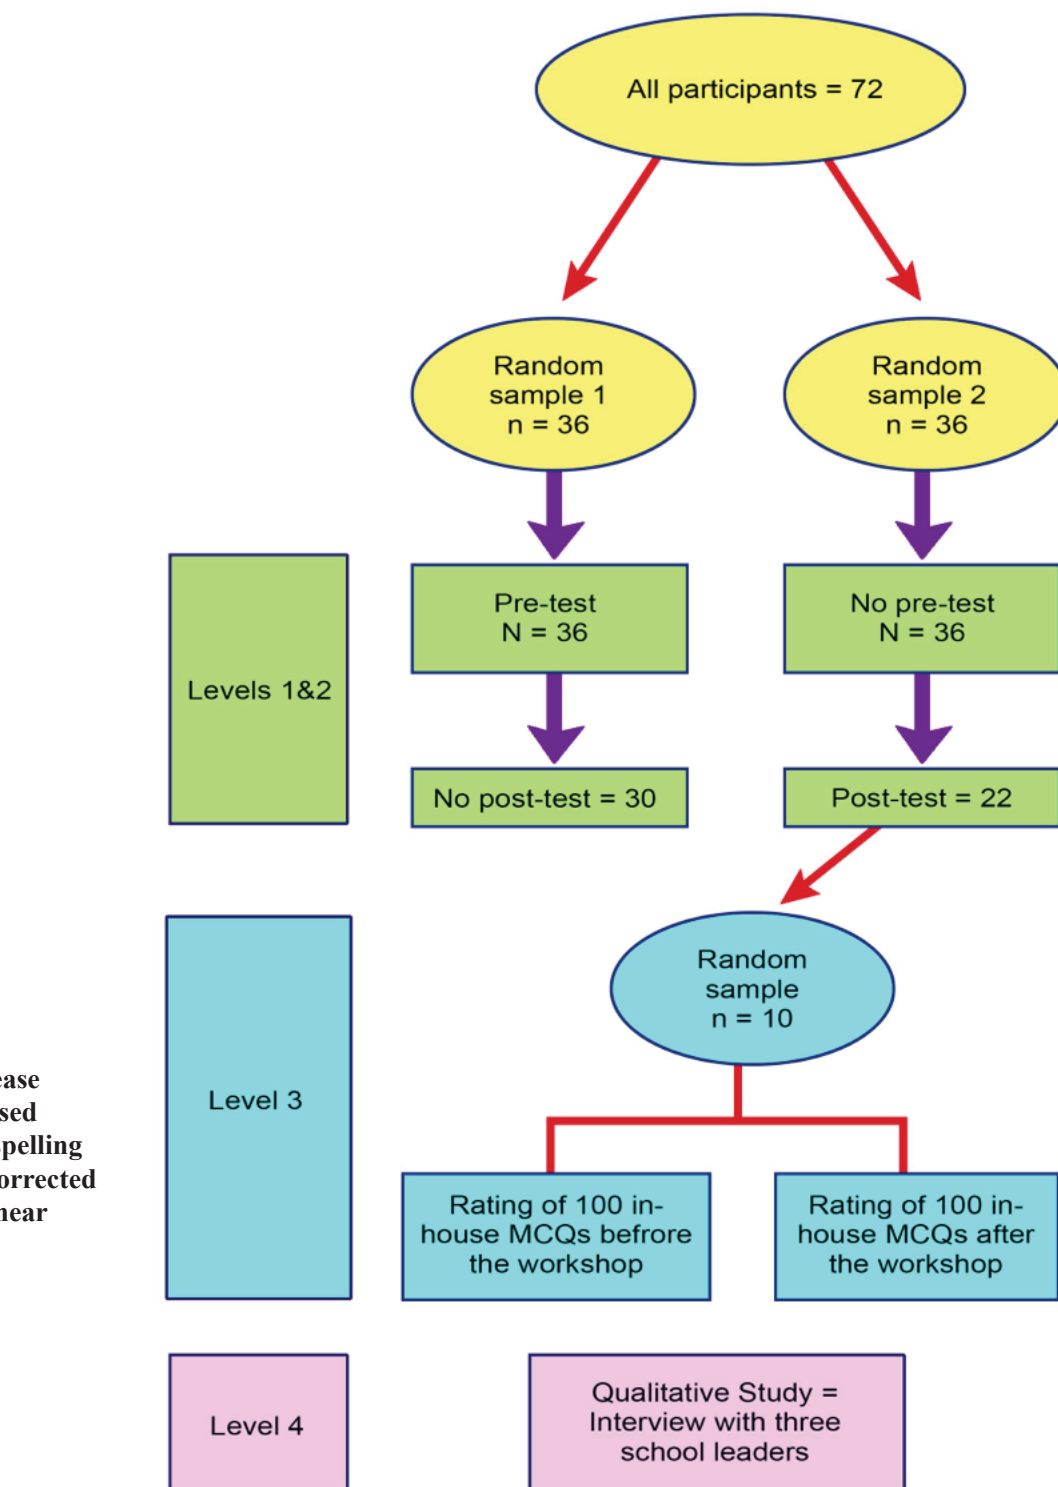 All participants = 72
Random
sample 1
n = 36
Random
sample 2
n = 36
Levels 1&2
Pre-test
N = 36
No pre-test
N = 36
No post-test = 30
Post-test = 22
Level 3
Random
sample
n = 10
Rating of 100 in-
house MCQs befrore
the workshop
Rating of 100 in-
house MCQs after
the workshop
Level 4
Qualitative Study =
Interview with three
school leaders